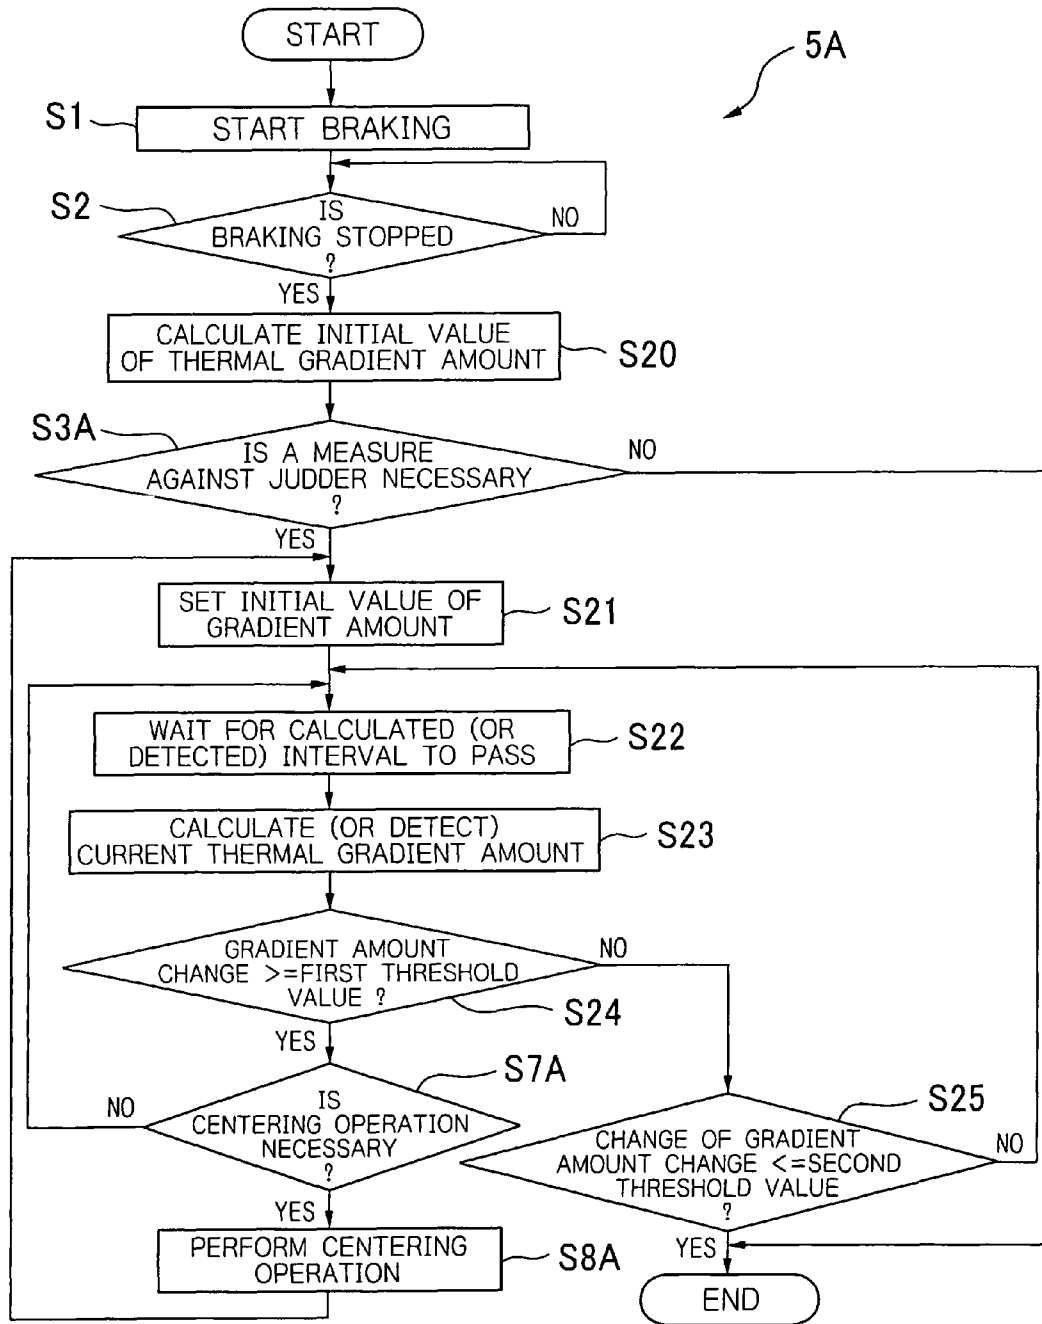 START
5A
S1
START BRAKING
S2
IS
BRAKING STOPPED
?
NO
YES
CALCULATE INITIAL VALUE
OF THERMAL GRADIENT AMOUNT
S20
S3A
IS A MEASURE
AGAINST JUDDER NECESSARY
?
NO
YES
SET INITIAL VALUE OF
GRADIENT AMOUNT
S21
WAIT FOR CALCULATED (OR
DETECTED) INTERVAL TO PASS
S22
CALCULATE (OR DETECT)
CURRENT THERMAL GRADIENT AMOUNT
S23
GRADIENT AMOUNT
CHANGE >=FIRST THRESHOLD
VALUE ?
NO
S24
YES
S7A
IS
CENTERING OPERATION
NECESSARY
?
NO
YES
S25
CHANGE OF GRADIENT
AMOUNT CHANGE <=SECOND
THRESHOLD VALUE
?
NO
YES
PERFORM CENTERING
OPERATION
S8A
END